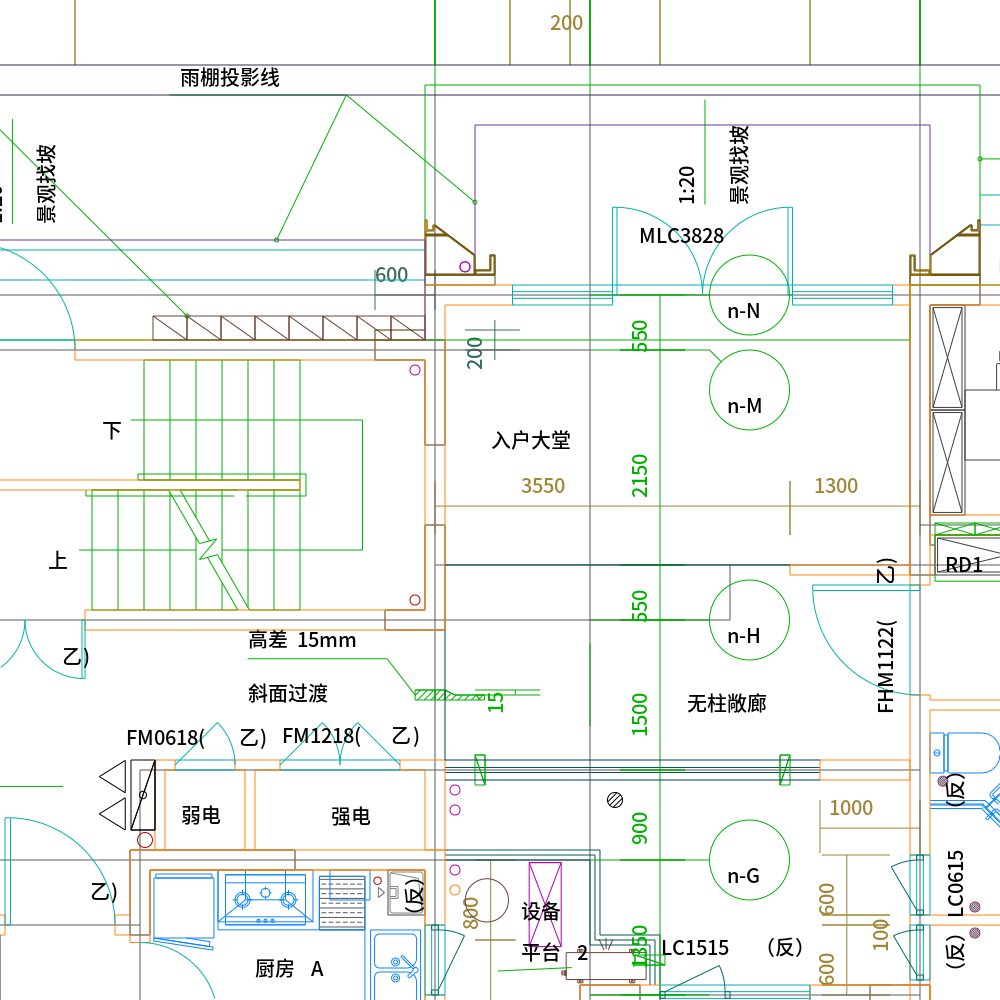 200
雨棚投影线
景观找坡
1:20
景观找坡
MLC3828
600
n-N
550
200
n-M
下
入户大堂
2150
3550
1300
上
乙)
RD1
550
n-H
FHM1122(
高差 15mm
乙)
斜面过渡
15
1500
无柱敞廊
FM0618(
乙)
FM1218(
乙)
(反)
弱电
强电
900
1000
n-G
LC0615
乙)
(反)
800
设备
600
100
平台 2
1350
LC1515
(反)
(反)
厨房 A
600